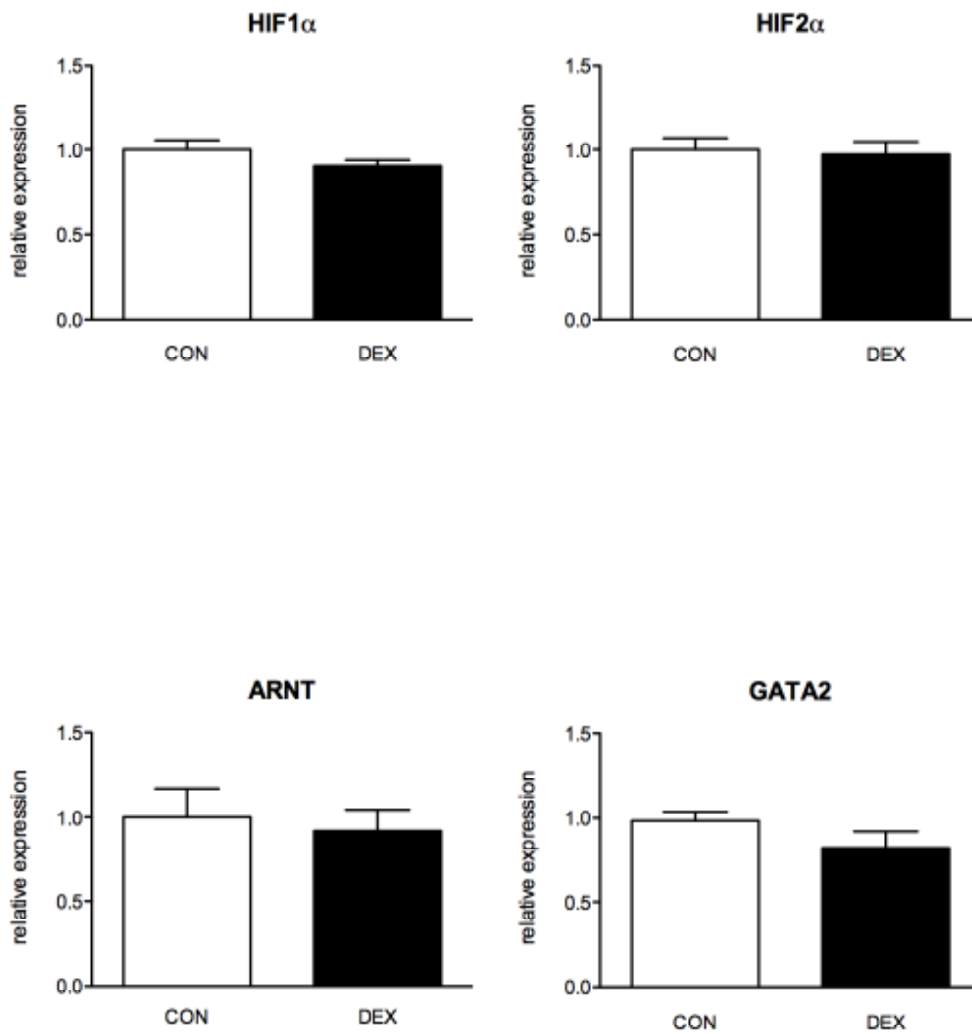 HIF1α
relative expression
1.5
1.0
0.5
0.0
CON DEX
HIF2α
relative expression
1.5
1.0
0.5
0.0
CON DEX
ARNT
relative expression
1.5
1.0
0.5
0.0
CON DEX
GATA2
relative expression
1.5
1.0
0.5
0.0
CON DEX